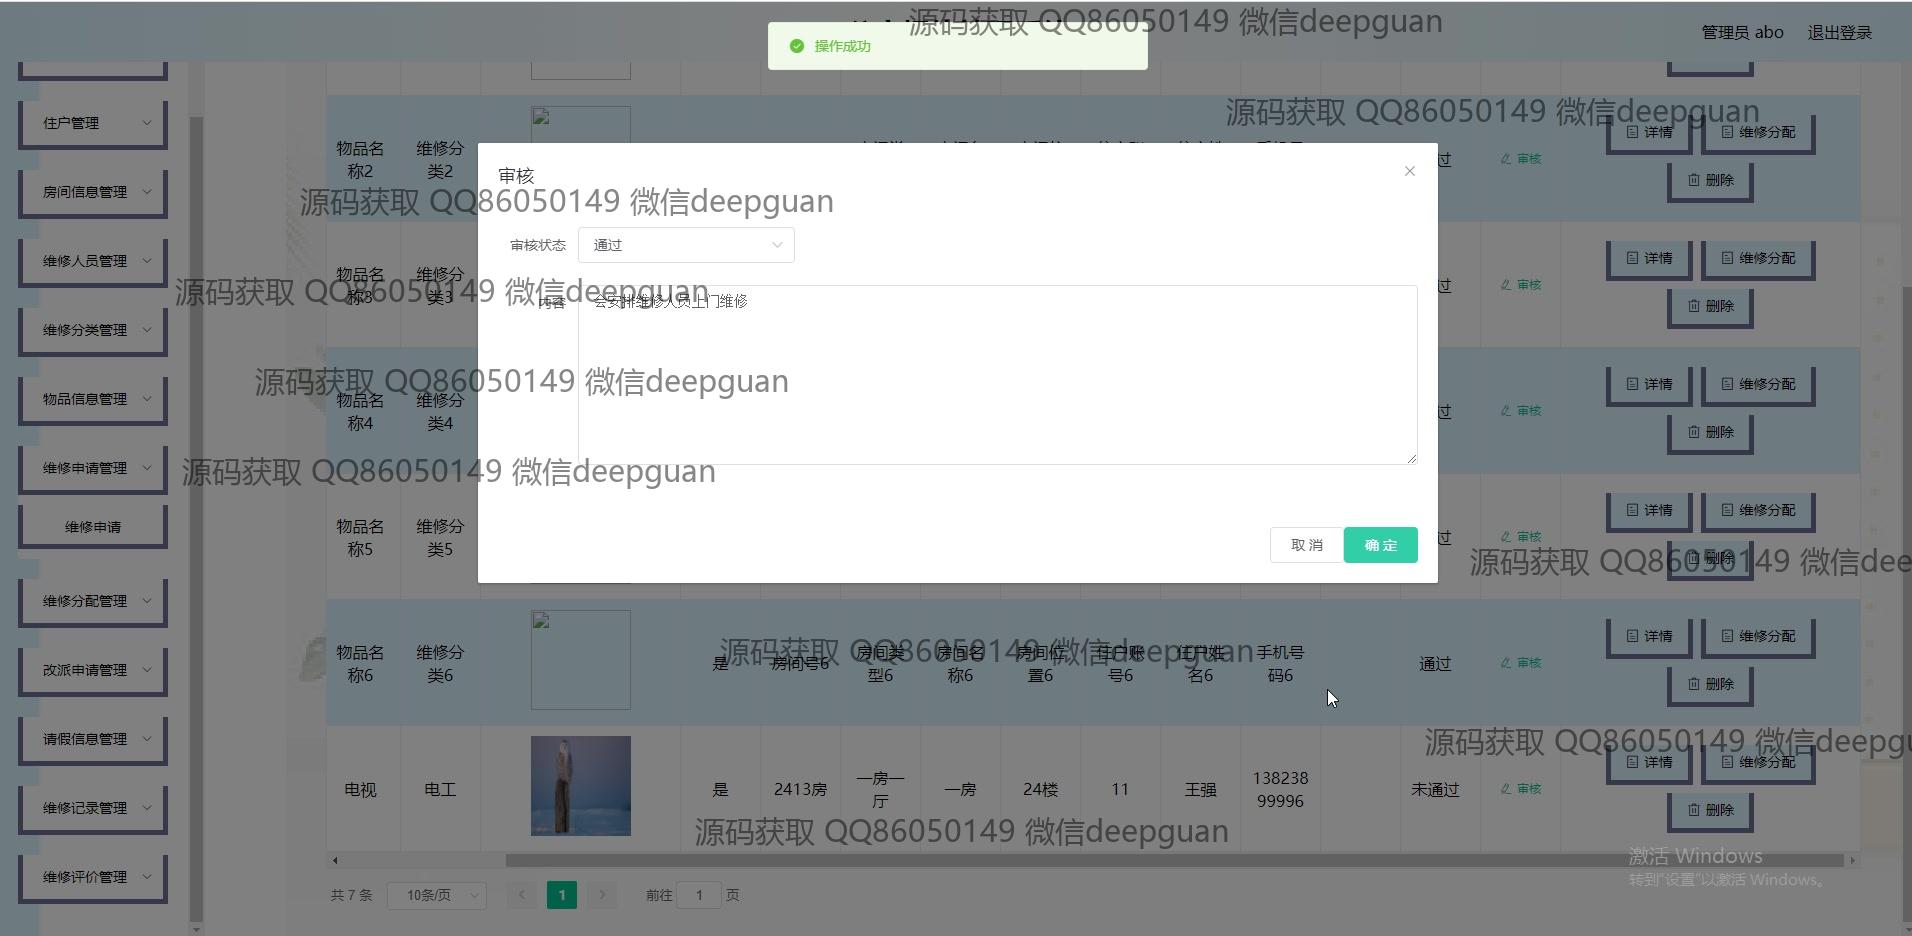 源码获取 QQ86050149 微信deepguan
管理员 abo 退出登录
操作成功
源码获取 QQ86050149 微信deepguan
住户管理
房间信息管理
维修人员管理
维修分类管理
物品信息管理
维修申请管理
维修申请
维修分配管理
改派申请管理
请假信息管理
维修记录管理
维修评价管理
物品名称2 维修分类2 过 审核 详情 维修分配 删除
审核
源码获取 QQ86050149 微信deepguan
审核状态 通过
物品名称3 维修分类3 过 审核 详情 维修分配 删除
源码获取 QQ86050149 微信deepguan
内容 会安排维修人员上门维修
源码获取 QQ86050149 微信deepguan
物品名称4 维修分类4 过 审核 详情 维修分配 删除
源码获取 QQ86050149 微信deepguan
物品名称5 维修分类5 过 审核 详情 维修分配 删除
取消 确定
源码获取 QQ86050149 微信dee
源码获取 QQ86050149 微信deepguan
物品名称6 维修分类6 是 房间号6 房间类型6 房间名称6 房间位置6 住户账号6 住户姓名6 手机号码6 通过 审核 详情 维修分配 删除
源码获取 QQ86050149 微信deepgu
电视 电工 是 2413房 一房一厅 一房 24楼 11 王强 13823899996 未通过 审核 详情 维修分配 删除
源码获取 QQ86050149 微信deepguan
激活 Windows
转到“设置”以激活 Windows。
共 7 条 10条/页 1 前往 1 页